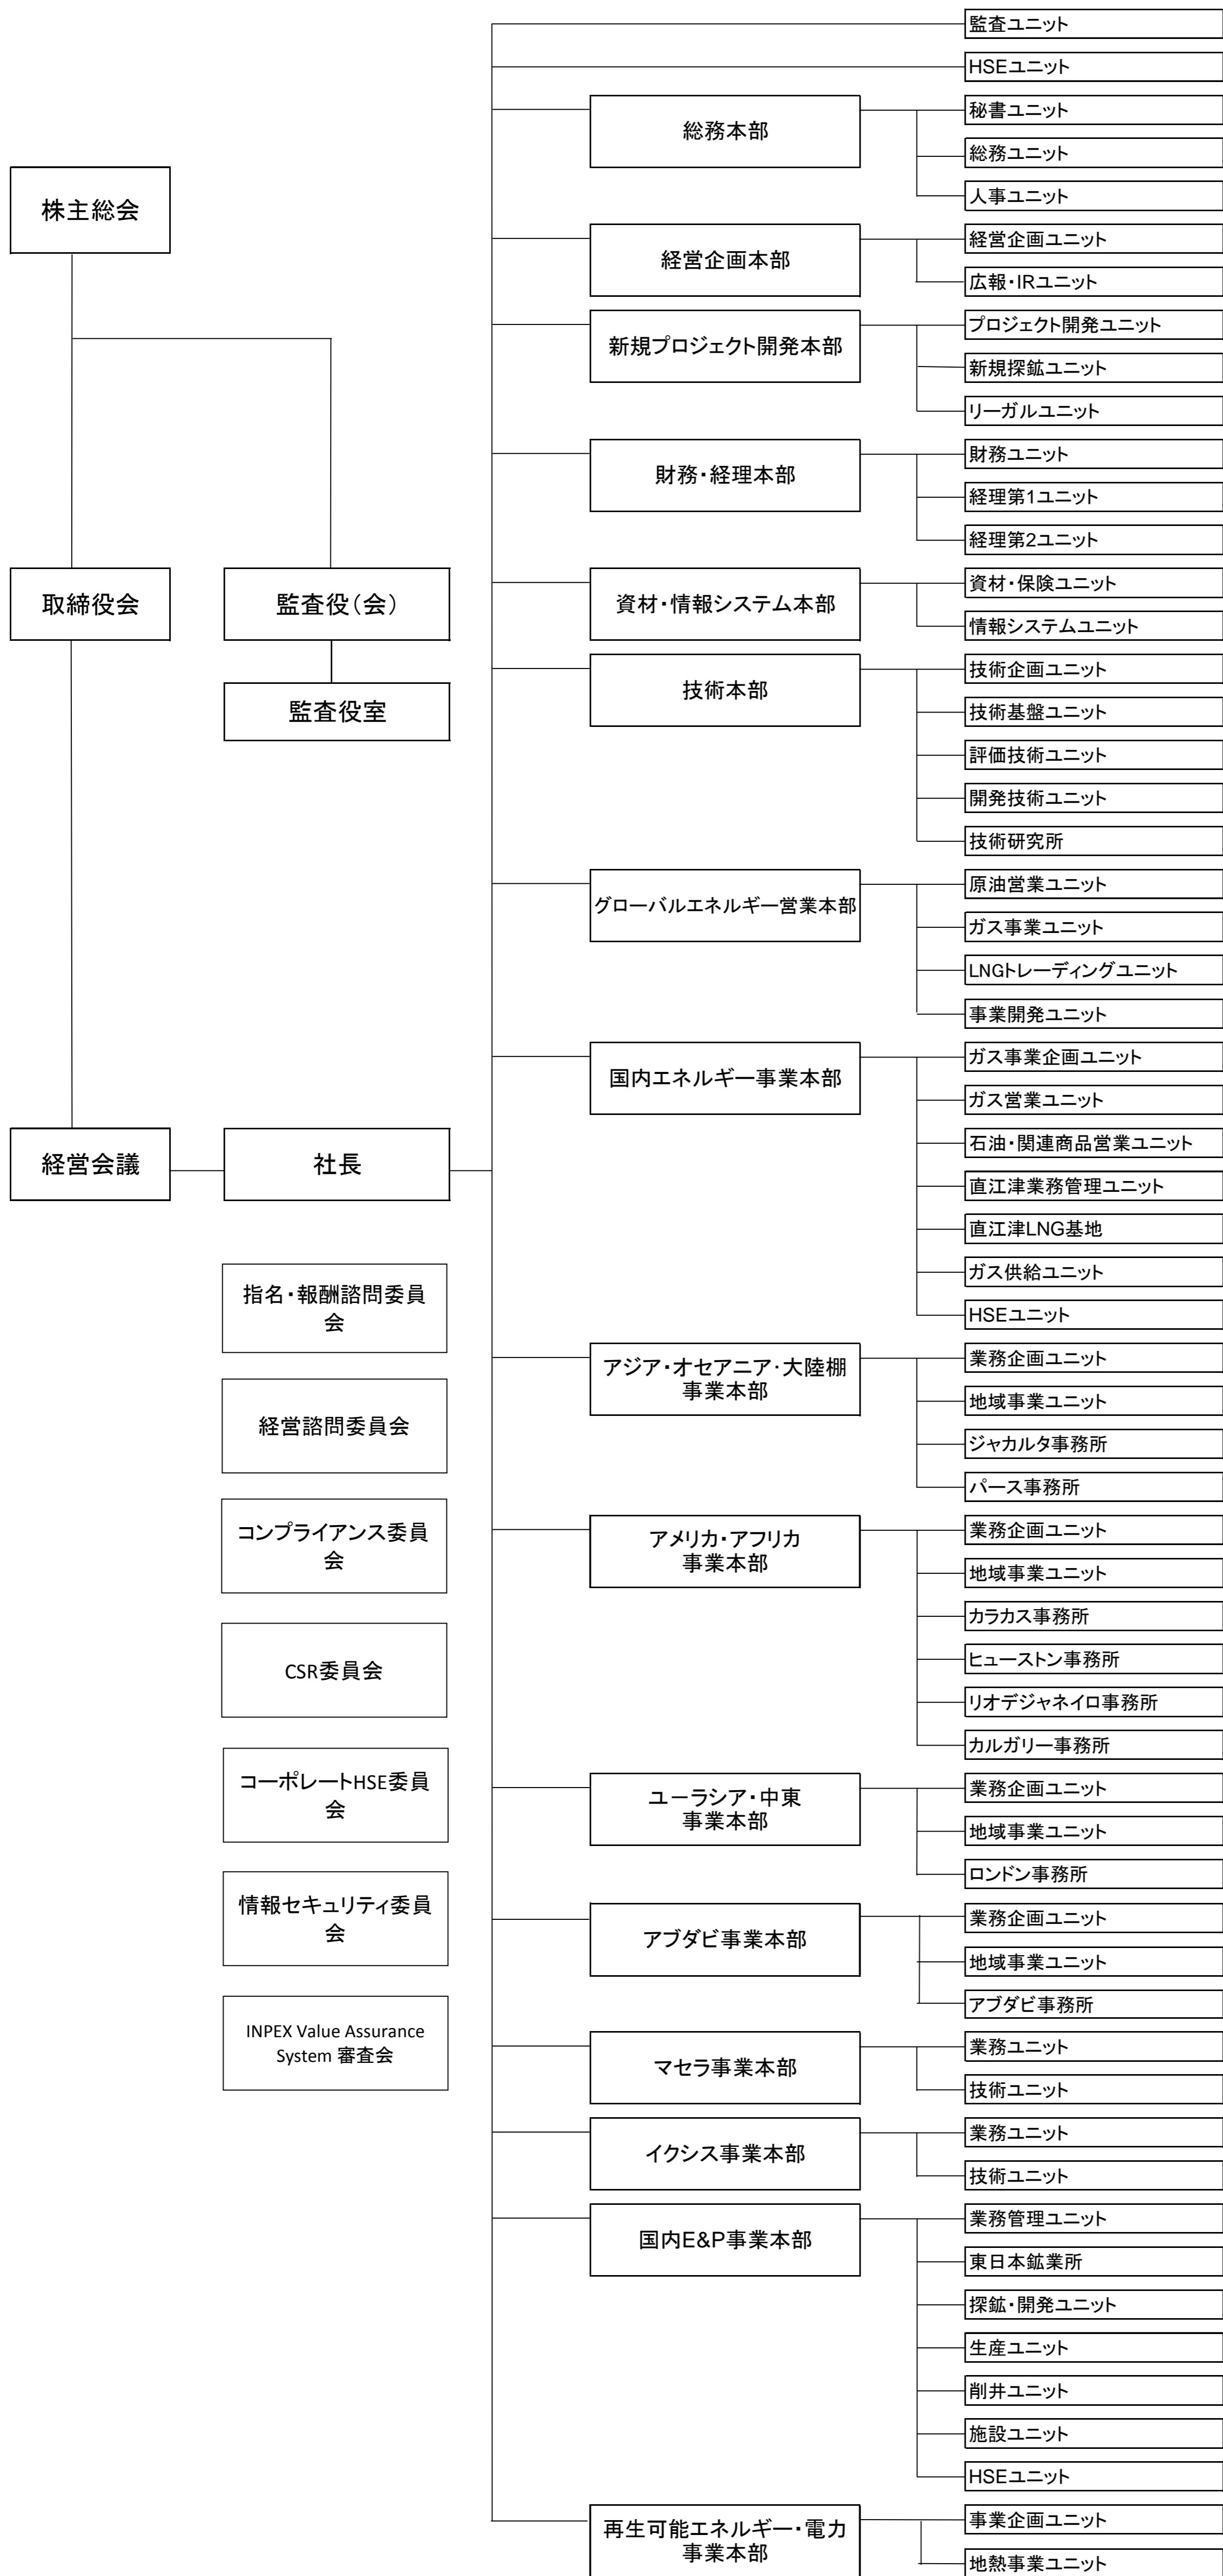 株主総会
取締役会
監査役（会）
監査役室
経営会議
社長
指名・報酬諮問委員
会
経営諮問委員会
コンプライアンス委員
会
CSR委員会
コーポレートHSE委員
会
情報セキュリティ委員
会
INPEX Value Assurance
System 審査会
監査ユニット
HSEユニット
総務本部
秘書ユニット
総務ユニット
人事ユニット
経営企画本部
経営企画ユニット
広報・IRユニット
新規プロジェクト開発本部
プロジェクト開発ユニット
新規探鉱ユニット
リーガルユニット
財務・経理本部
財務ユニット
経理第1ユニット
経理第2ユニット
資材・情報システム本部
資材・保険ユニット
情報システムユニット
技術本部
技術企画ユニット
技術基盤ユニット
評価技術ユニット
開発技術ユニット
技術研究所
グローバルエネルギー営業本部
原油営業ユニット
ガス事業ユニット
LNGトレーディングユニット
事業開発ユニット
国内エネルギー事業本部
ガス事業企画ユニット
ガス営業ユニット
石油・関連商品営業ユニット
直江津業務管理ユニット
直江津LNG基地
ガス供給ユニット
HSEユニット
アジア・オセアニア・大陸棚
事業本部
業務企画ユニット
地域事業ユニット
ジャカルタ事務所
パース事務所
アメリカ・アフリカ
事業本部
業務企画ユニット
地域事業ユニット
カラカス事務所
ヒューストン事務所
リオデジャネイロ事務所
カルガリー事務所
ユーラシア・中東
事業本部
業務企画ユニット
地域事業ユニット
ロンドン事務所
アブダビ事業本部
業務企画ユニット
地域事業ユニット
アブダビ事務所
マセラ事業本部
業務ユニット
技術ユニット
イクシス事業本部
業務ユニット
技術ユニット
国内E&P事業本部
業務管理ユニット
東日本鉱業所
探鉱・開発ユニット
生産ユニット
削井ユニット
施設ユニット
HSEユニット
再生可能エネルギー・電力
事業本部
事業企画ユニット
地熱事業ユニット